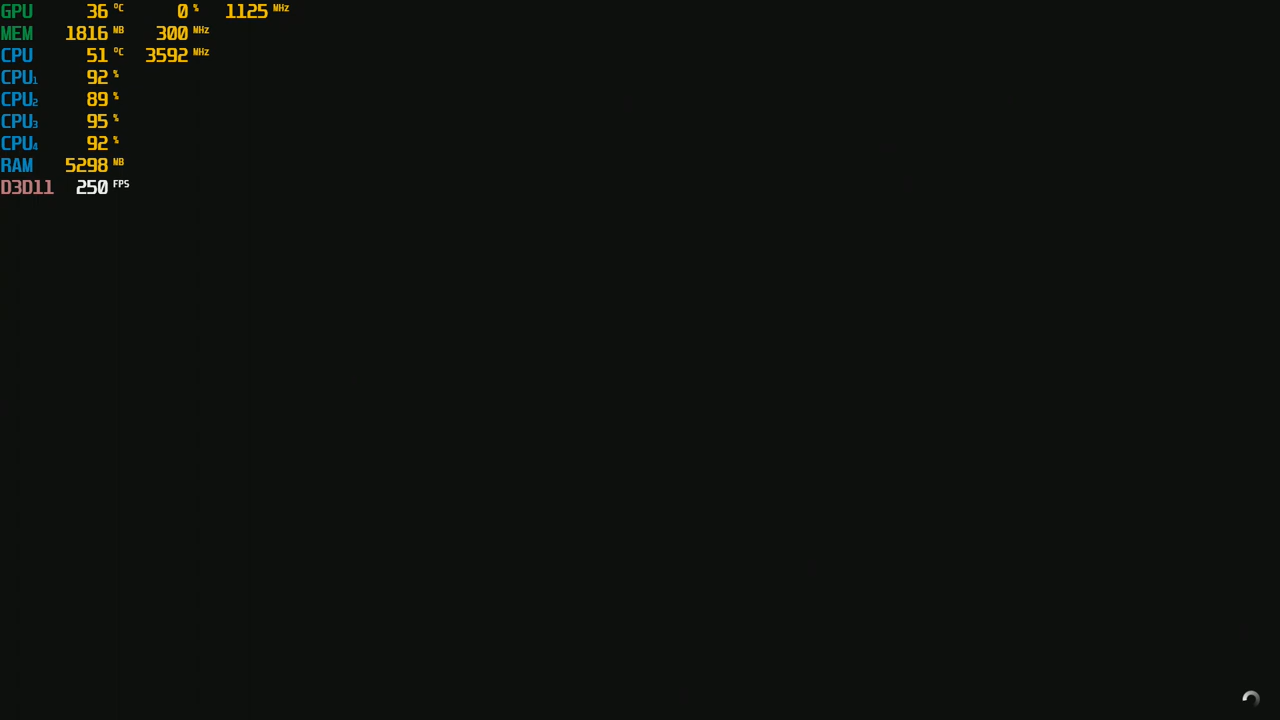 GPU 36 °C 0 % 1125 MHz
MEM 1816 MB 300 MHz
CPU 51 °C 3592 MHz
CPU1 92 %
CPU2 89 %
CPU3 95 %
CPU4 92 %
RAM 5298 MB
D3D11 250 FPS